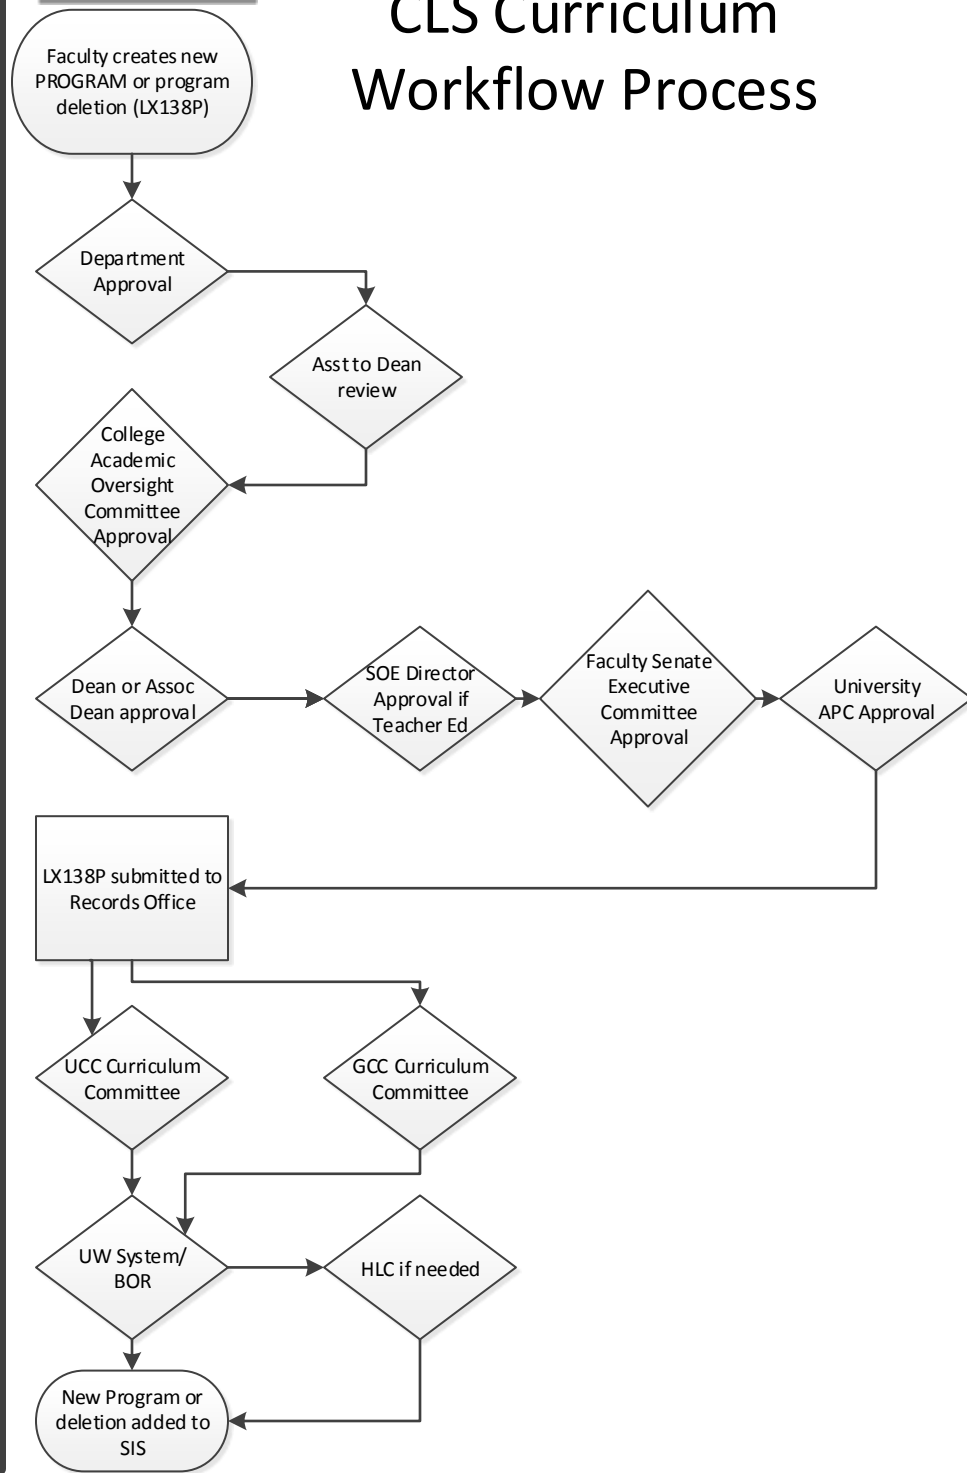 CLS Curriculum
Workflow Process
Faculty creates new
PROGRAM or program
deletion (LX138P)
Department
Approval
Asst to Dean
review
College
Academic
Oversight
Committee
Approval
Dean or Assoc
Dean approval
SOE Director
Approval if
Teacher Ed
Faculty Senate
Executive
Committee
Approval
University
APC Approval
LX138P submitted to
Records Office
UCC Curriculum
Committee
GCC Curriculum
Committee
UW System/
BOR
HLC if needed
New Program or
deletion added to
SIS